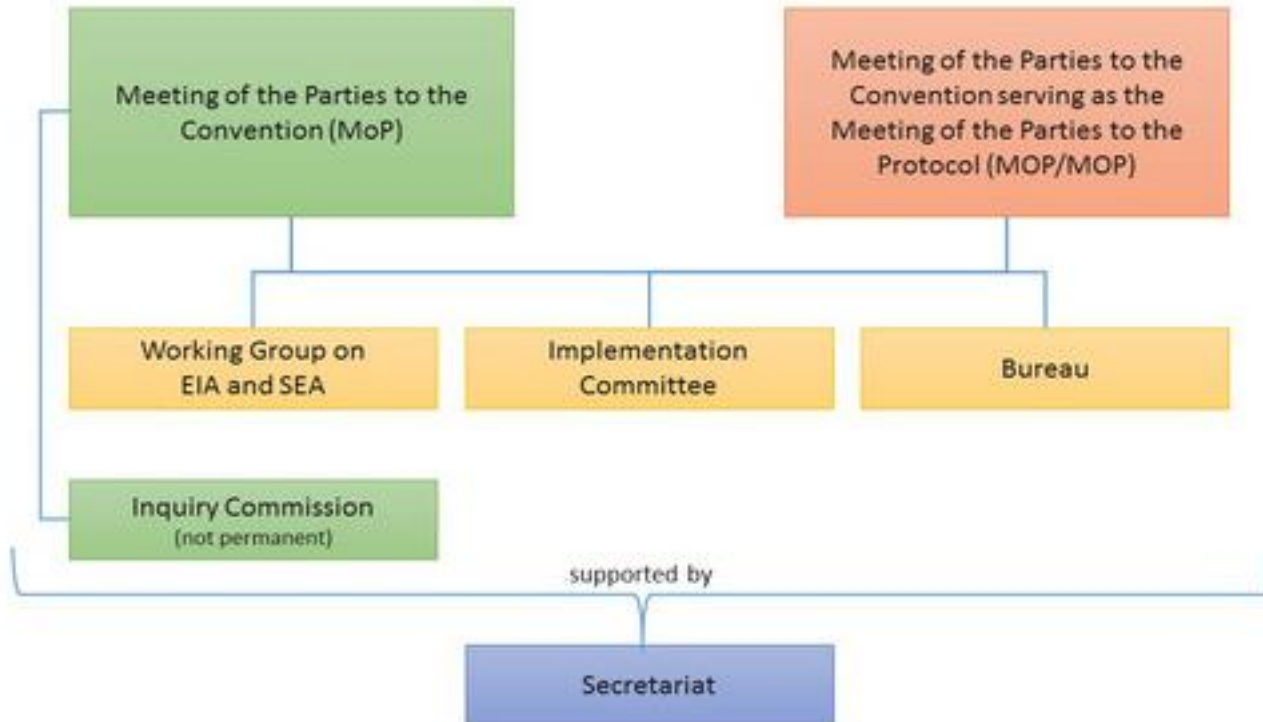 Meeting of the Parties to the
Convention (MoP)
Meeting of the Parties to the
Convention serving as the
Meeting of the Parties to the
Protocol (MOP/MOP)
Working Group on
EIA and SEA
Implementation
Committee
Bureau
Inquiry Commission
(not permanent)
supported by
Secretariat